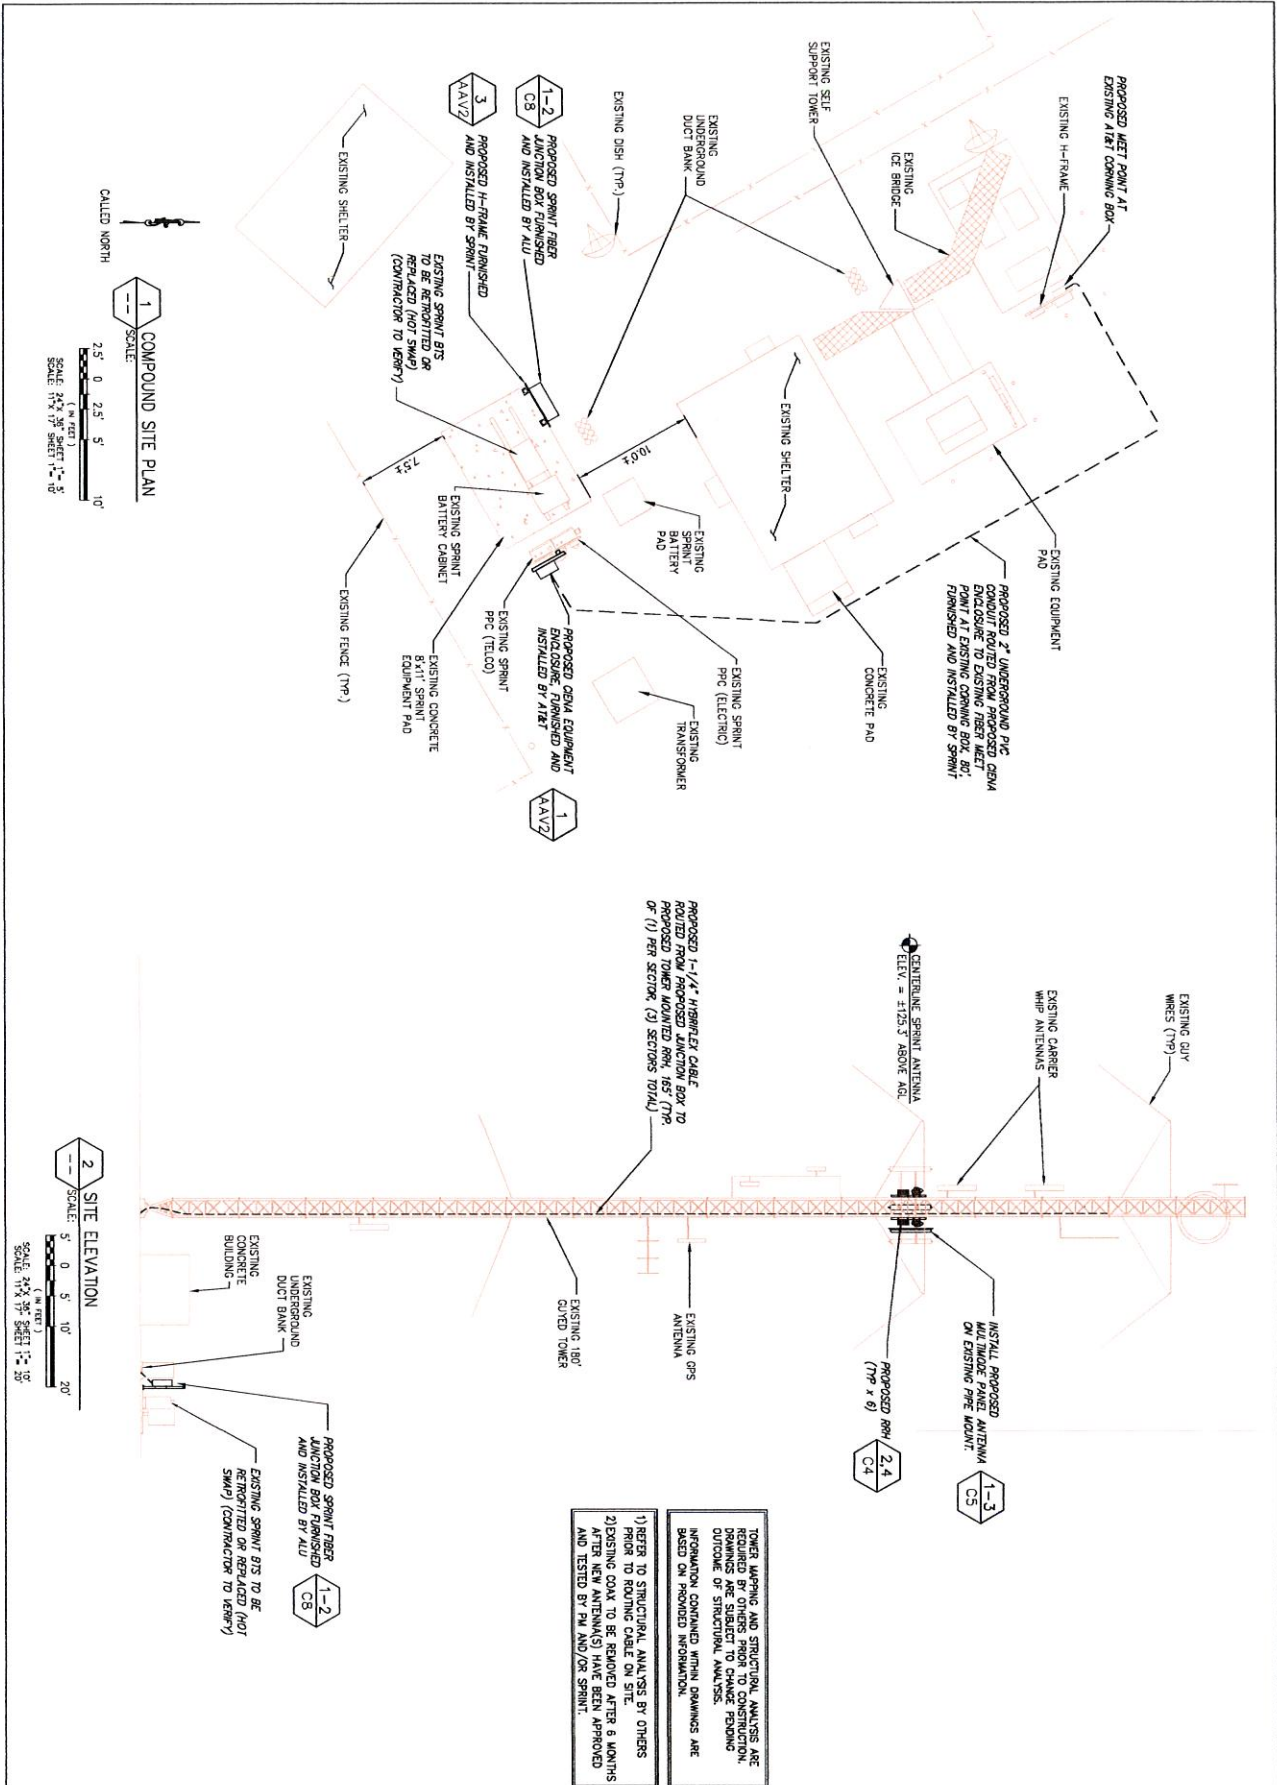 PROPOSED MEET POINT AT
EXISTING AT&T CORNING BOX
EXISTING H-FRAME
EXISTING
ICE BRIDGE
EXISTING SELF
SUPPORT TOWER
EXISTING
UNDERGROUND
DUCT BANK
EXISTING DISH (TYP.)
1-2
C8
PROPOSED SPRINT FIBER
JUNCTION BOX FURNISHED
AND INSTALLED BY ALU
3
AAV2
PROPOSED H-FRAME FURNISHED
AND INSTALLED BY SPRINT
EXISTING SPRINT BTS
TO BE RETROFITTED OR
REPLACED (HOT SWAP)
(CONTRACTOR TO VERIFY)
EXISTING SHELTER
EXISTING SHELTER
10.0'±
7.5'±
EXISTING EQUIPMENT
PAD
PROPOSED 2" UNDERGROUND PVC
CONDUIT ROUTED FROM PROPOSED CIENA
ENCLOSURE TO EXISTING FIBER MEET
POINT AT EXISTING CORNING BOX, 80',
FURNISHED AND INSTALLED BY SPRINT
EXISTING
CONCRETE PAD
EXISTING
SPRINT
BATTERY
PAD
EXISTING SPRINT
PPC (ELECTRIC)
EXISTING
TRANSFORMER
PROPOSED CIENA EQUIPMENT
ENCLOSURE, FURNISHED AND
INSTALLED BY AT&T
1
AAV2
EXISTING SPRINT
PPC (TELCO)
EXISTING SPRINT
BATTERY CABINET
EXISTING CONCRETE
8'x11' SPRINT
EQUIPMENT PAD
EXISTING FENCE (TYP.)
CALLED NORTH
1
--
COMPOUND SITE PLAN
SCALE:
2.5' 0 2.5' 5' 10'
( IN FEET )
SCALE: 24"X 36" SHEET 1"= 5'
SCALE: 11"X 17" SHEET 1"= 10'
EXISTING GUY
WIRES (TYP)
EXISTING CARRIER
WHIP ANTENNAS
CENTERLINE SPRINT ANTENNA
ELEV. = ±125.3' ABOVE AGL
PROPOSED 1-1/4" HYBRIFLEX CABLE
ROUTED FROM PROPOSED JUNCTION BOX TO
PROPOSED TOWER MOUNTED RRH, 165' (TYP.
OF (1) PER SECTOR, (3) SECTORS TOTAL)
INSTALL PROPOSED
MULTIMODE PANEL ANTENNA
ON EXISTING PIPE MOUNT.
1-3
C5
PROPOSED RRH
(TYP x 6)
2,4
C4
EXISTING GPS
ANTENNA
EXISTING 180'
GUYED TOWER
EXISTING
UNDERGROUND
DUCT BANK
EXISTING
CONCRETE
BUILDING
PROPOSED SPRINT FIBER
JUNCTION BOX FURNISHED
AND INSTALLED BY ALU
1-2
C8
EXISTING SPRINT BTS TO BE
RETROFITTED OR REPLACED (HOT
SWAP) (CONTRACTOR TO VERIFY)
2
--
SITE ELEVATION
SCALE:
5' 0 5' 10' 20'
( IN FEET )
SCALE: 24"X 36" SHEET 1"= 10'
SCALE: 11"X 17" SHEET 1"= 20'
TOWER MAPPING AND STRUCTURAL ANALYSIS ARE
REQUIRED BY OTHERS PRIOR TO CONSTRUCTION.
DRAWINGS ARE SUBJECT TO CHANGE PENDING
OUTCOME OF STRUCTURAL ANALYSIS.
INFORMATION CONTAINED WITHIN DRAWINGS ARE
BASED ON PROVIDED INFORMATION.
1) REFER TO STRUCTURAL ANALYSIS BY OTHERS
PRIOR TO ROUTING CABLE ON SITE.
2) EXISTING COAX TO BE REMOVED AFTER 6 MONTHS
AFTER NEW ANTENNA(S) HAVE BEEN APPROVED
AND TESTED BY PM AND/OR SPRINT.